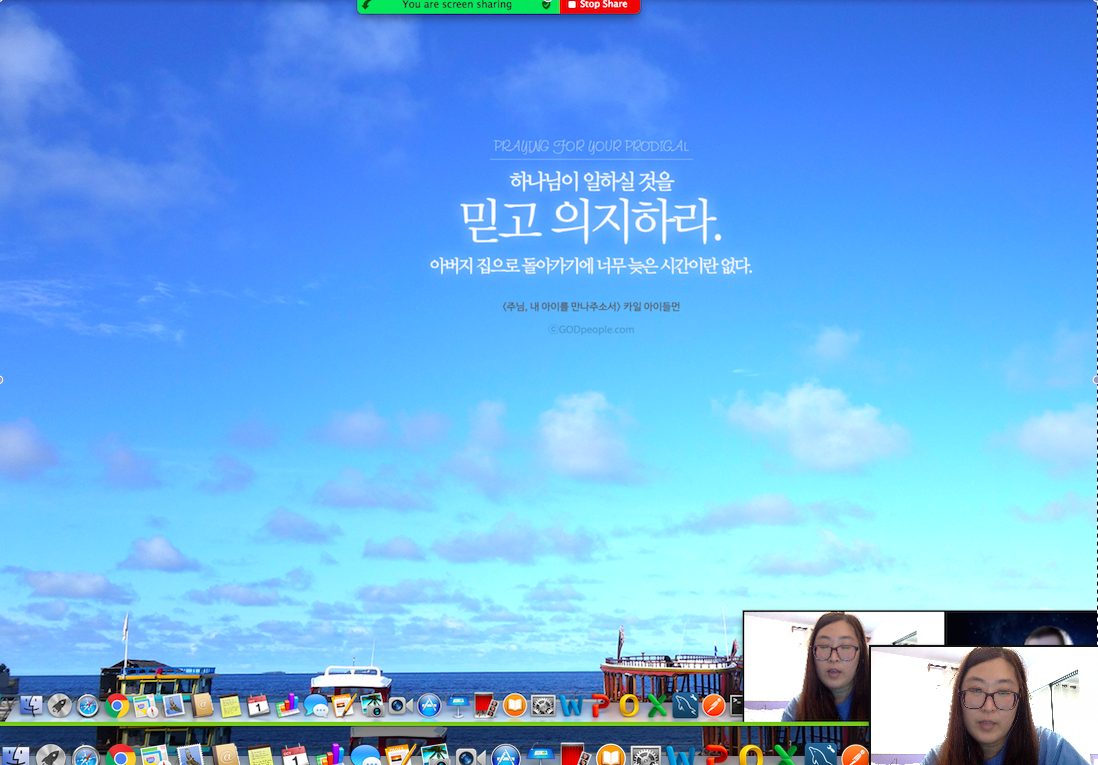 You are screen sharing
Stop Share
PRAYING FOR YOUR PRODIGAL
하나님이 일하실 것을
믿고 의지하라.
아버지 집으로 돌아가기에 너무 늦은 시간이란 없다.
<주님, 내 아이를 만나주소서> 카일 아이들먼
ⓒGODpeople.com
1
W P O X
1
W P O X